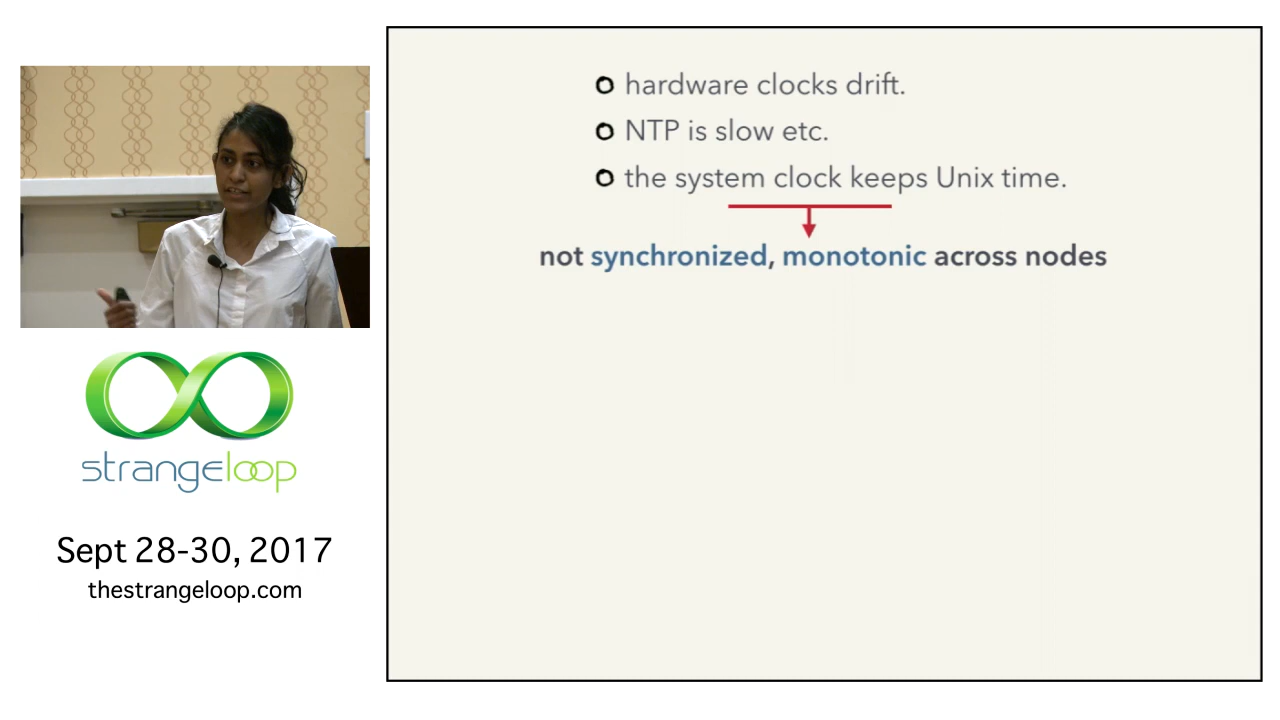 hardware clocks drift.
NTP is slow etc.
the system clock keeps Unix time.
not synchronized, monotonic across nodes
strangeloop
Sept 28-30, 2017
thestrangeloop.com